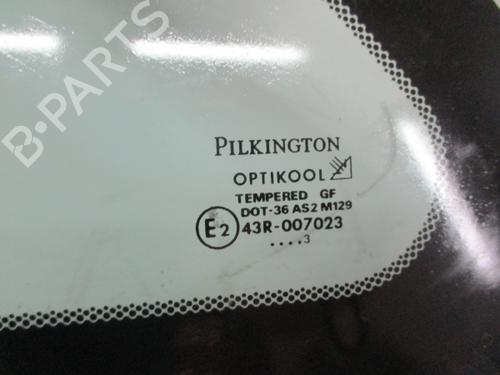 B-PARTS
PILKINGTON
OPTIKOOL
TEMPERED GF
DOT-36 AS2 M129
E2 43R-007023
....3